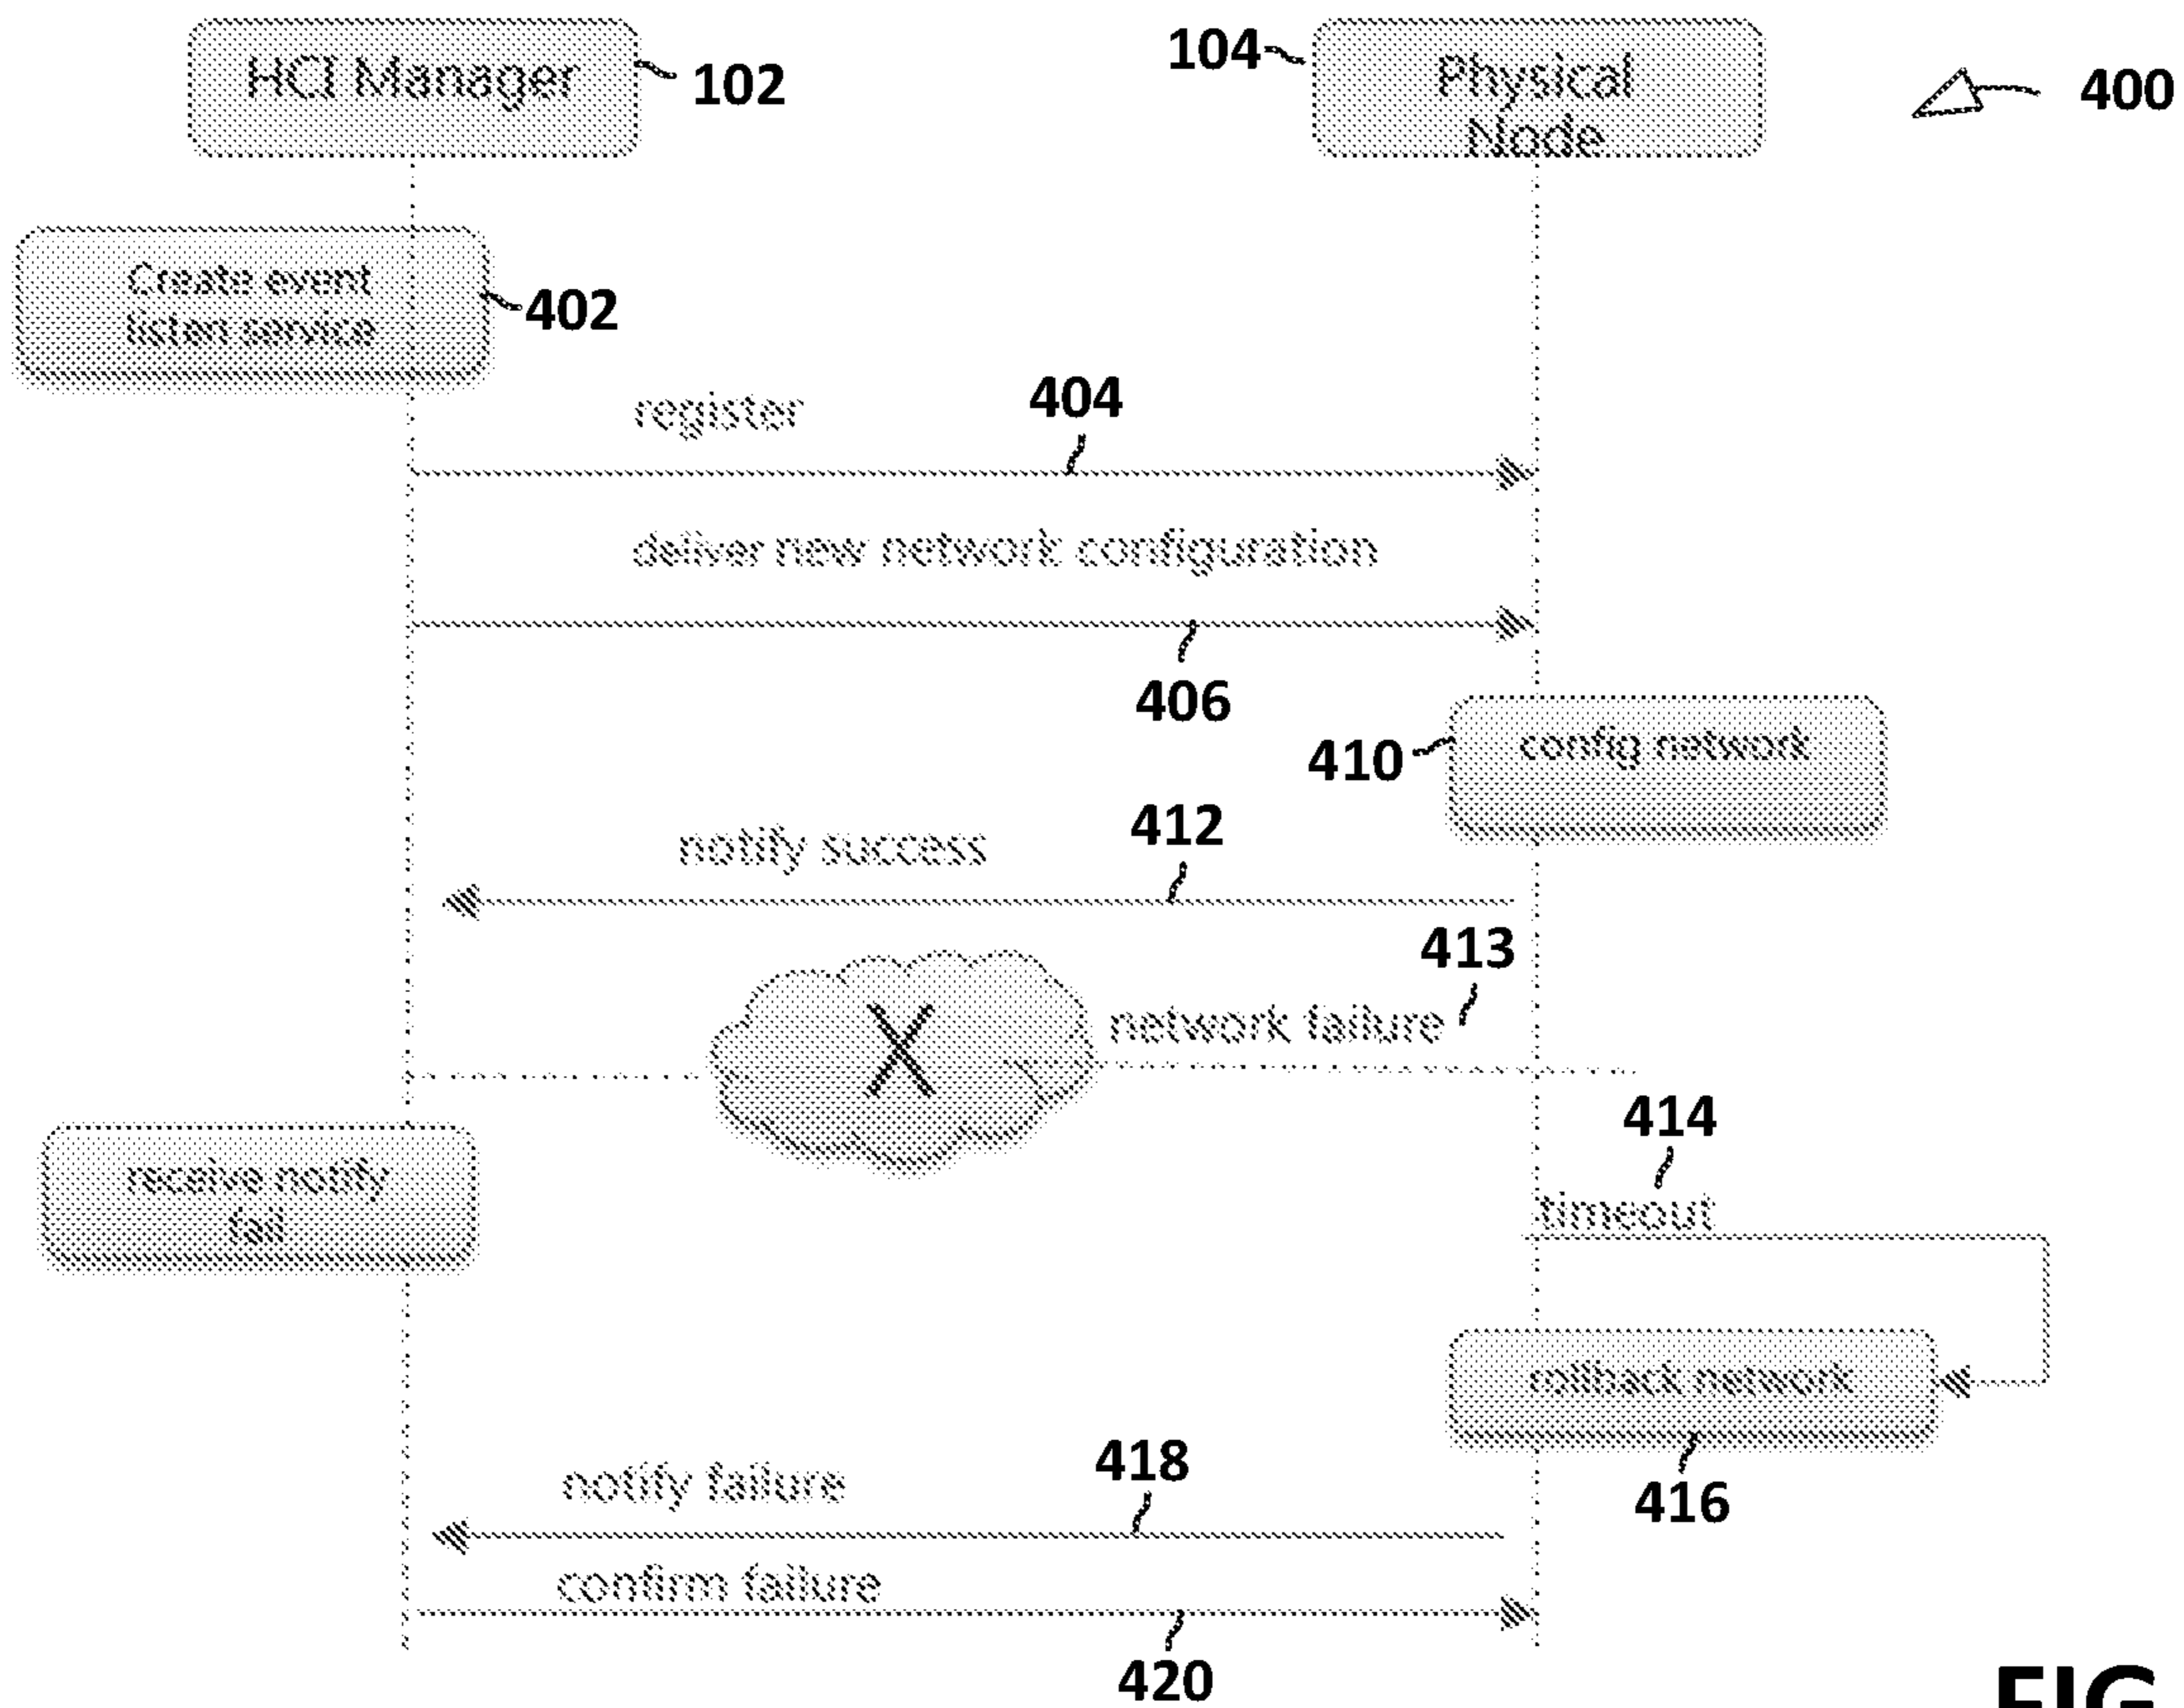 HCI Manager
102
104
Physical
Node
400
Create event
listen service
402
register
404
deliver new network configuration
406
410
config network
412
notify success
413
network failure
X
414
receive notify
fail
timeout
rollback network
416
418
notify failure
confirm failure
420
FIG